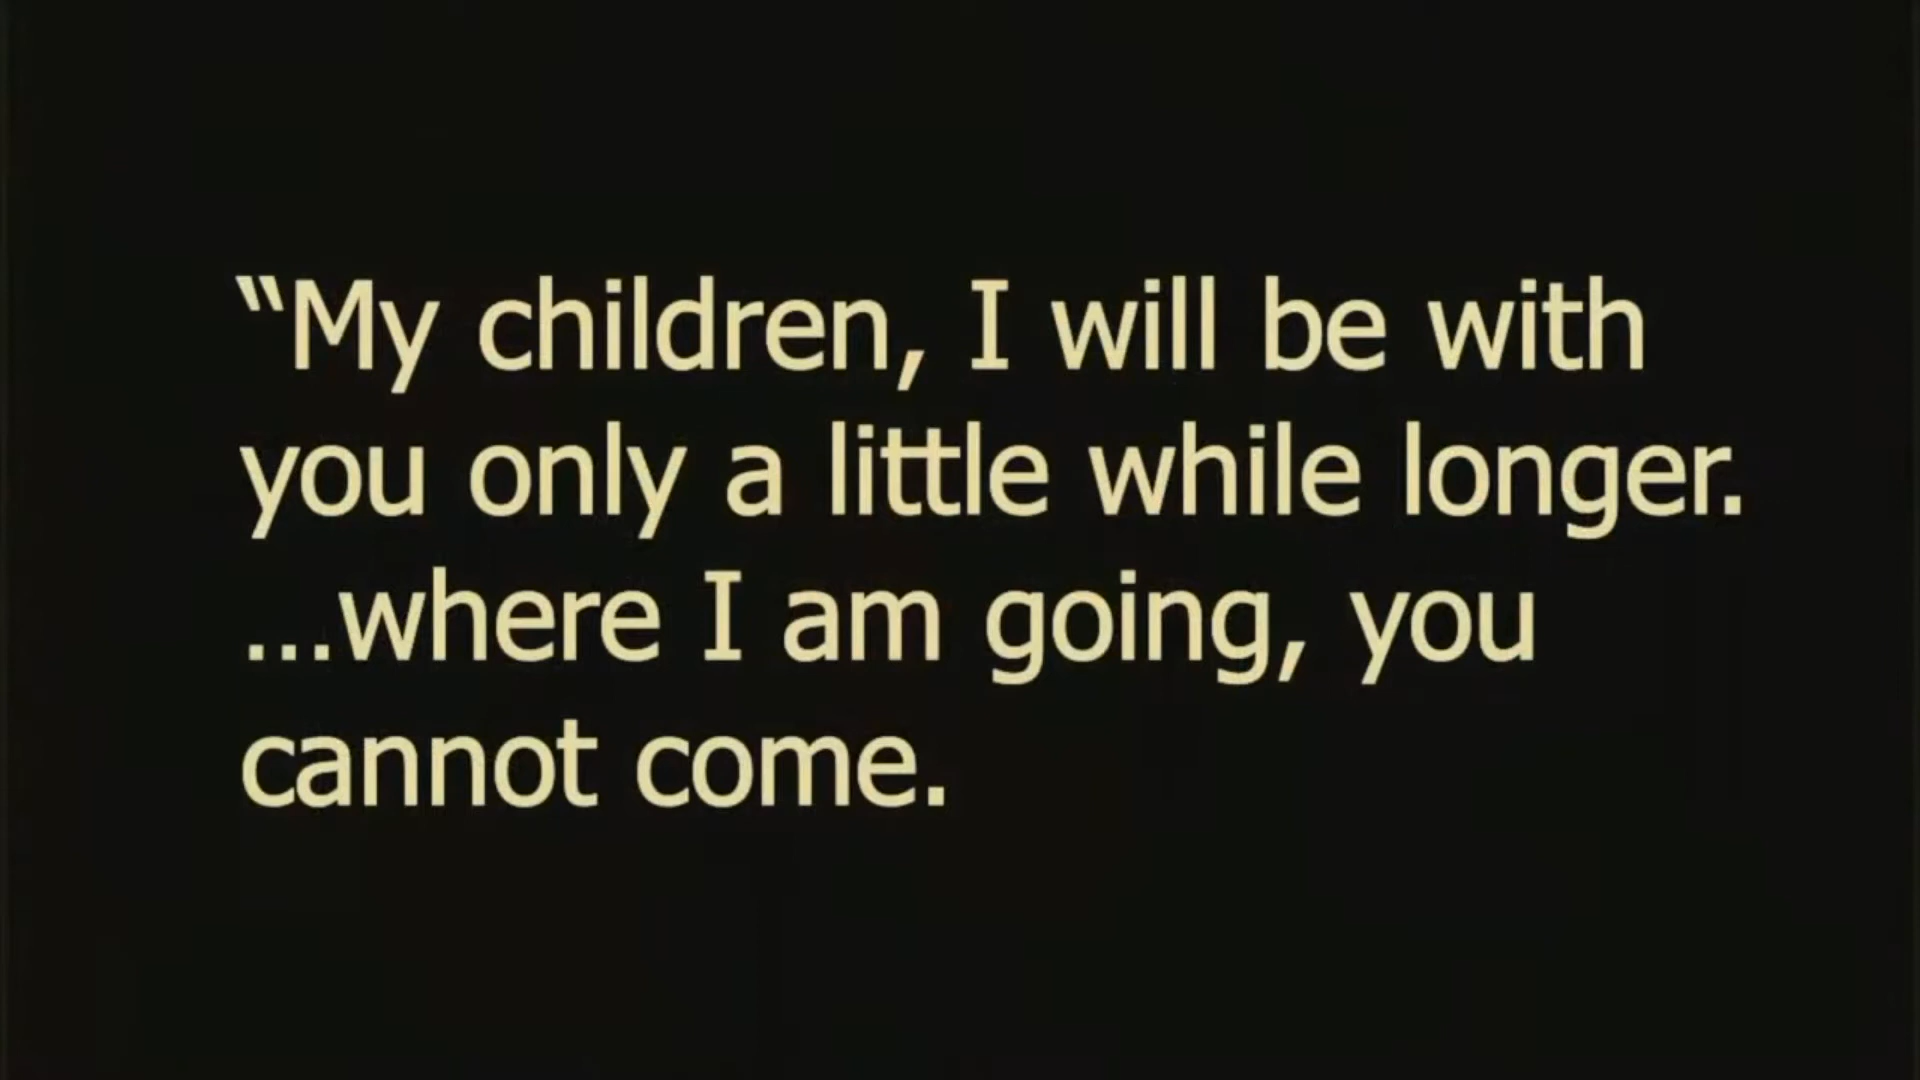 “My children, I will be with
you only a little while longer.
...where I am going, you
cannot come.